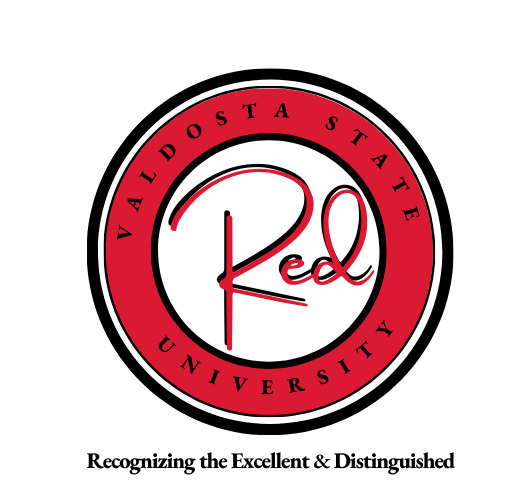 VALDOSTA STATE
Red
UNIVERSITY
Recognizing the Excellent & Distinguished